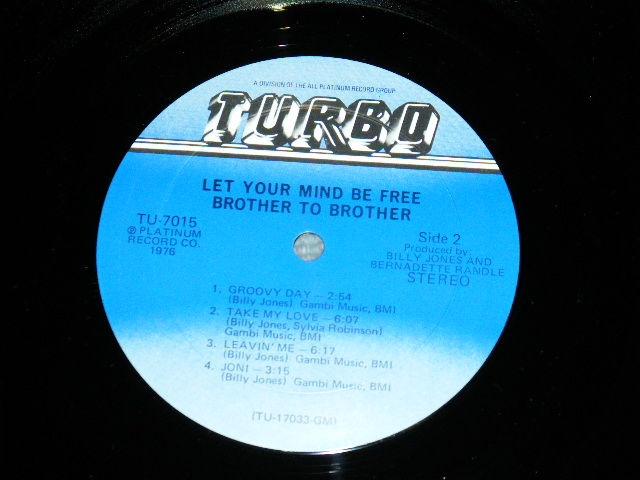 A DIVISION OF THE ALL PLATINUM RECORD GROUP
TURBO
LET YOUR MIND BE FREE
BROTHER TO BROTHER
TU-7015
℗ PLATINUM
RECORD CO.
1976
Side 2
Produced by:
BILLY JONES AND
BERNADETTE RANDLE
STEREO
1. GROOVY DAY — 2:54
(Billy Jones) Gambi Music, BMI
2. TAKE MY LOVE — 6:07
(Billy Jones, Sylvia Robinson)
Gambi Music, BMI
3. LEAVIN' ME — 6:17
(Billy Jones) Gambi Music, BMI
4. JONI — 3:15
(Billy Jones) Gambi Music, BMI
(TU-17033-GM)